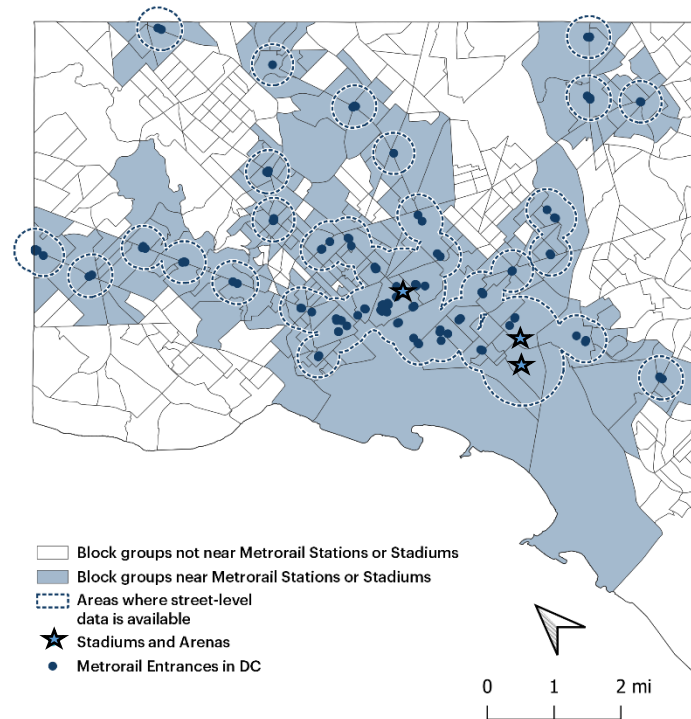 Block groups not near Metrorail Stations or Stadiums
Block groups near Metrorail Stations or Stadiums
Areas where street-level
data is available
Stadiums and Arenas
Metrorail Entrances in DC
0 1 2 mi